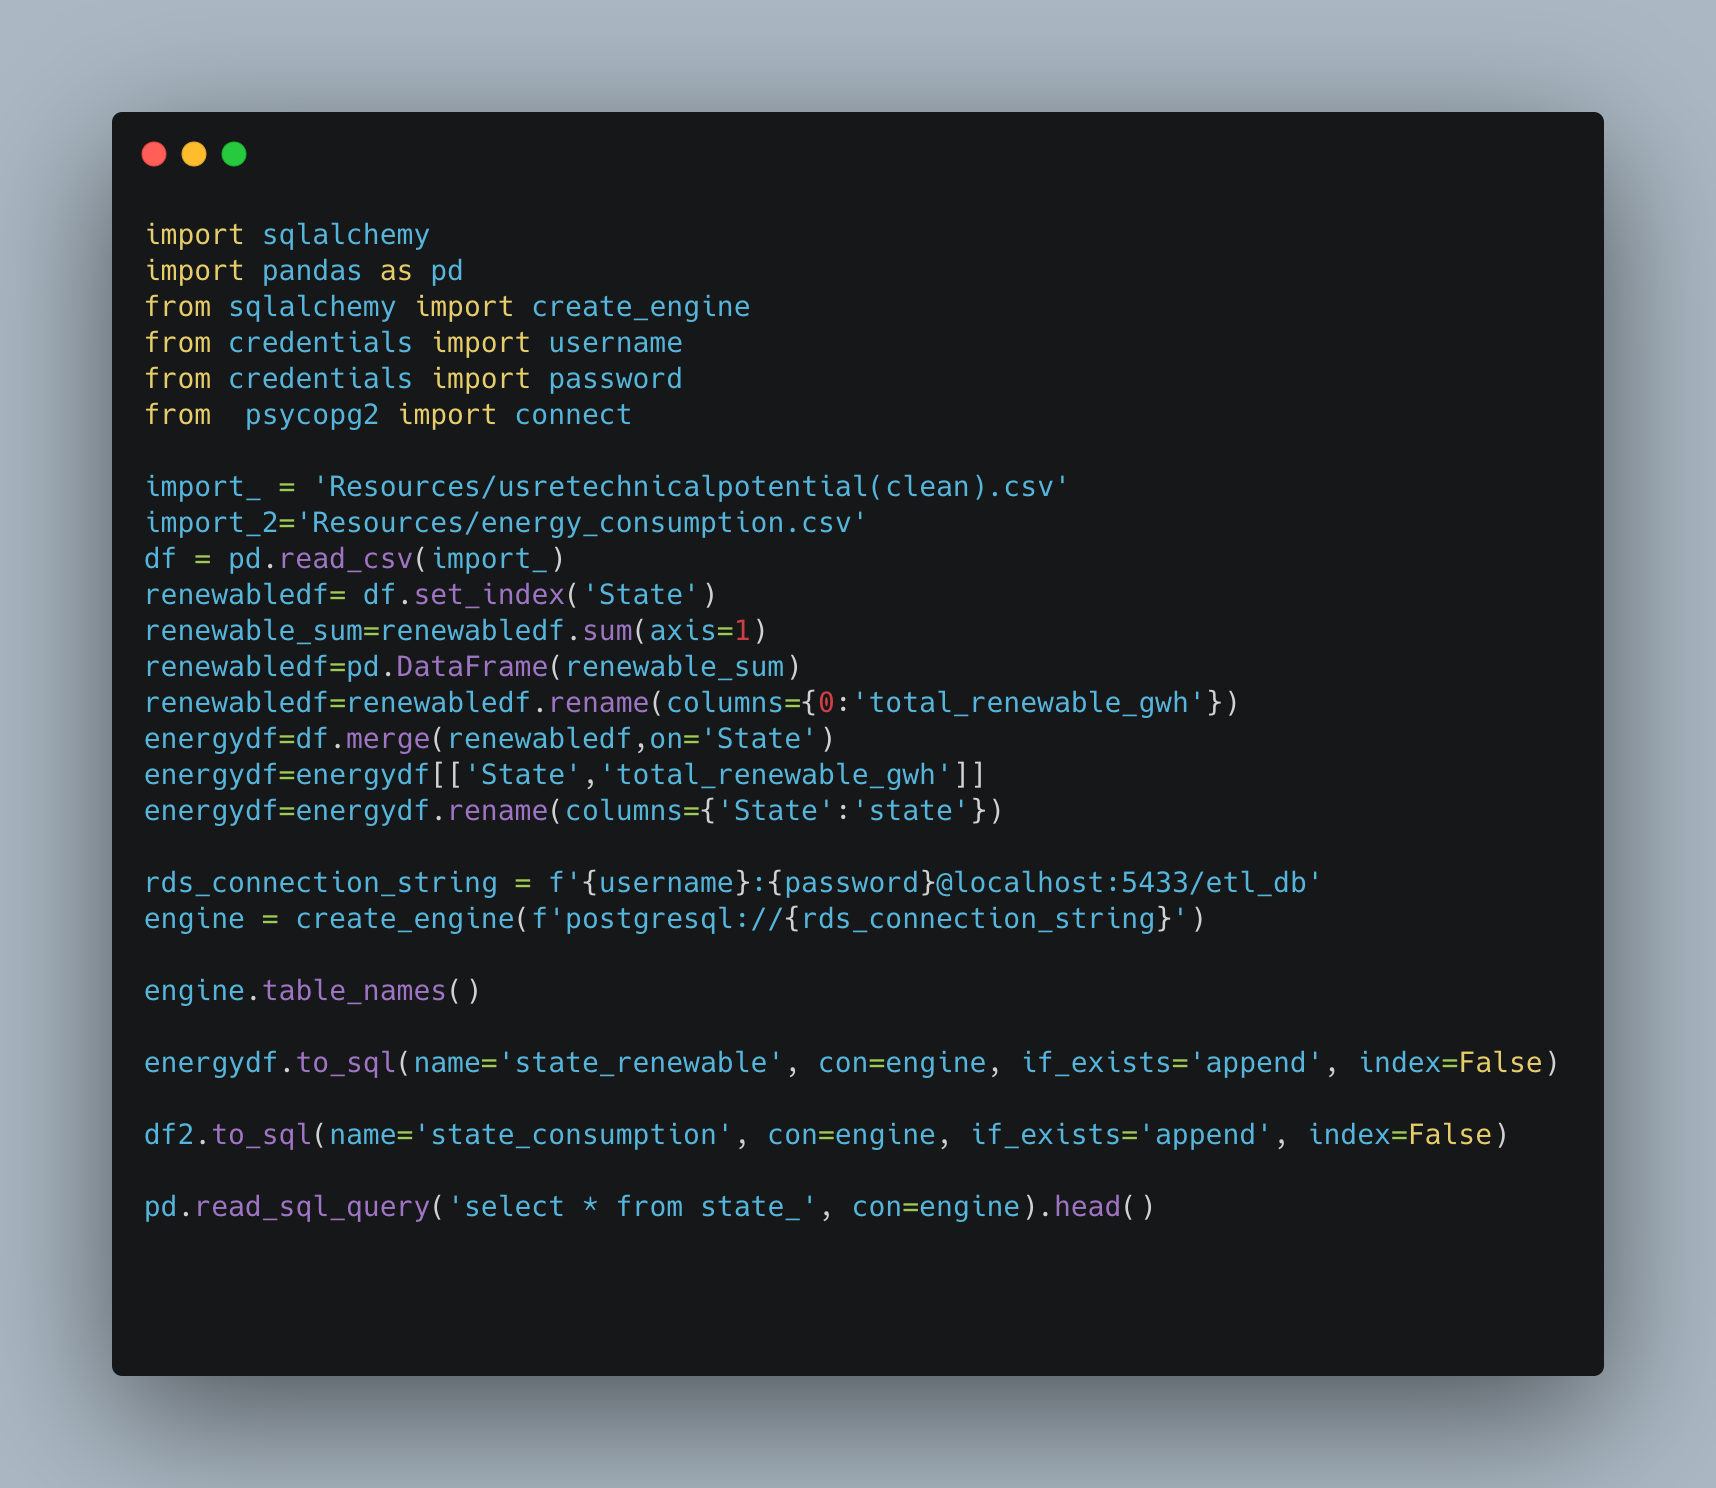 import sqlalchemy
import pandas as pd
from sqlalchemy import create_engine
from credentials import username
from credentials import password
from  psycopg2 import connect

import_ = 'Resources/usretechnicalpotential(clean).csv'
import_2='Resources/energy_consumption.csv'
df = pd.read_csv(import_)
renewabledf= df.set_index('State')
renewable_sum=renewabledf.sum(axis=1)
renewabledf=pd.DataFrame(renewable_sum)
renewabledf=renewabledf.rename(columns={0:'total_renewable_gwh'})
energydf=df.merge(renewabledf,on='State')
energydf=energydf[['State','total_renewable_gwh']]
energydf=energydf.rename(columns={'State':'state'})

rds_connection_string = f'{username}:{password}@localhost:5433/etl_db'
engine = create_engine(f'postgresql://{rds_connection_string}')

engine.table_names()

energydf.to_sql(name='state_renewable', con=engine, if_exists='append', index=False)

df2.to_sql(name='state_consumption', con=engine, if_exists='append', index=False)

pd.read_sql_query('select * from state_', con=engine).head()